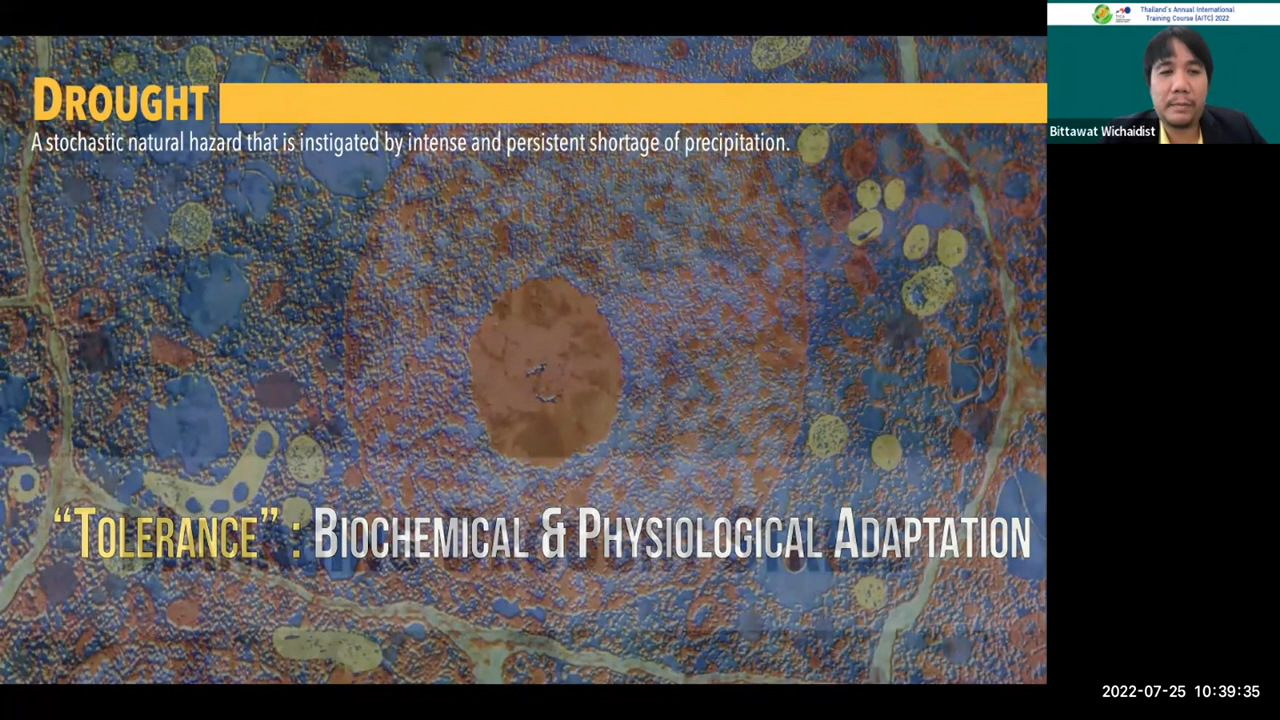 DROUGHT
A stochastic natural hazard that is instigated by intense and persistent shortage of precipitation.
“TOLERANCE” : BIOCHEMICAL & PHYSIOLOGICAL ADAPTATION
Thailand's Annual International
Training Course (AITC) 2022
Bittawat Wichaidist
2022-07-25 10:39:35